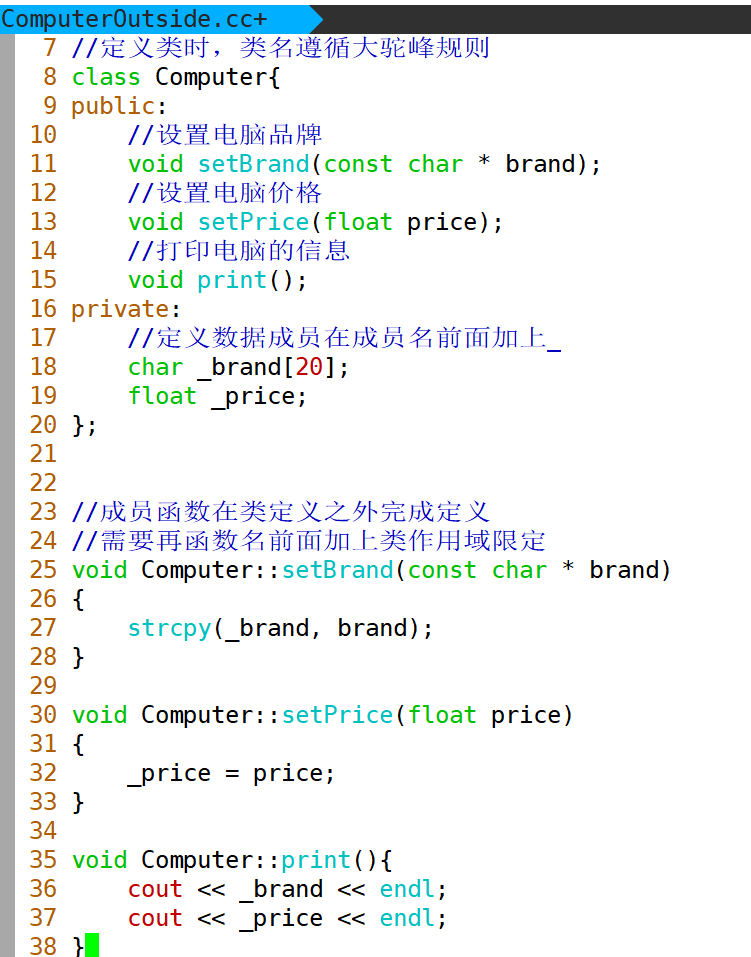 ComputerOutside.cc+
7 //定义类时，类名遵循大驼峰规则
8 class Computer{
9 public:
10     //设置电脑品牌
11     void setBrand(const char * brand);
12     //设置电脑价格
13     void setPrice(float price);
14     //打印电脑的信息
15     void print();
16 private:
17     //定义数据成员在成员名前面加上_
18     char _brand[20];
19     float _price;
20 };
21
22
23 //成员函数在类定义之外完成定义
24 //需要再函数名前面加上类作用域限定
25 void Computer::setBrand(const char * brand)
26 {
27     strcpy(_brand, brand);
28 }
29
30 void Computer::setPrice(float price)
31 {
32     _price = price;
33 }
34
35 void Computer::print(){
36     cout << _brand << endl;
37     cout << _price << endl;
38 }